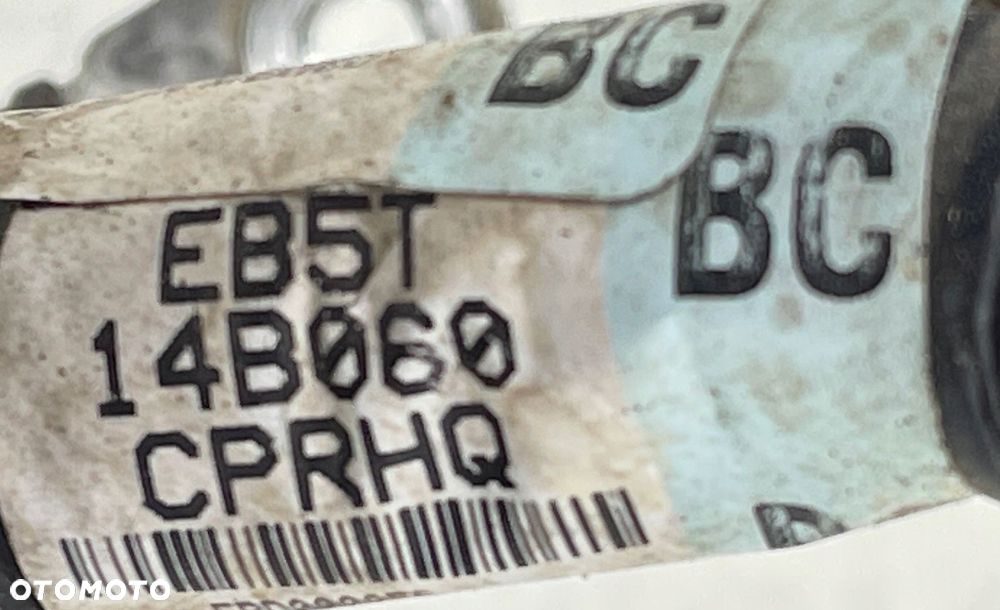 BC
BC
EB5T
14B060
CPRHQ
OTOMOTO